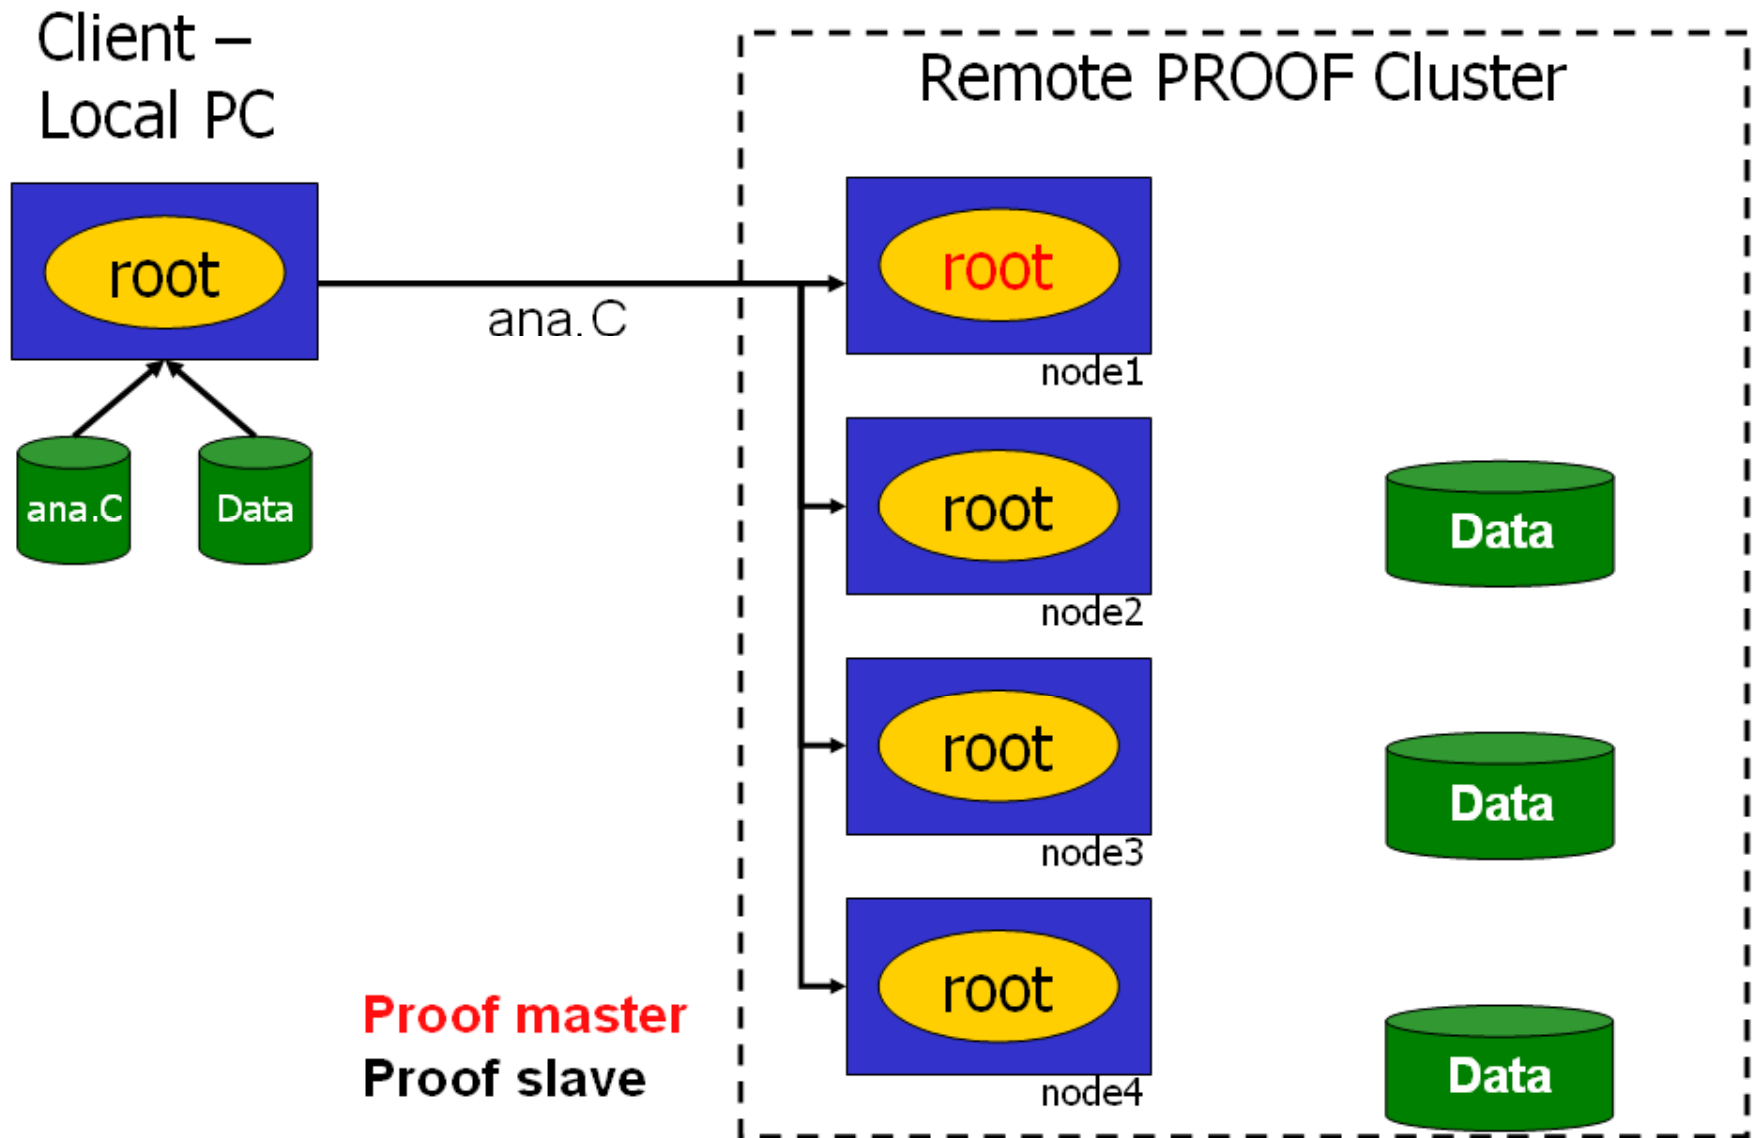 Client –
Local PC
Remote PROOF Cluster
root
root
ana.C
node1
ana.C
Data
root
Data
node2
root
Data
node3
root
Proof master
Proof slave
Data
node4